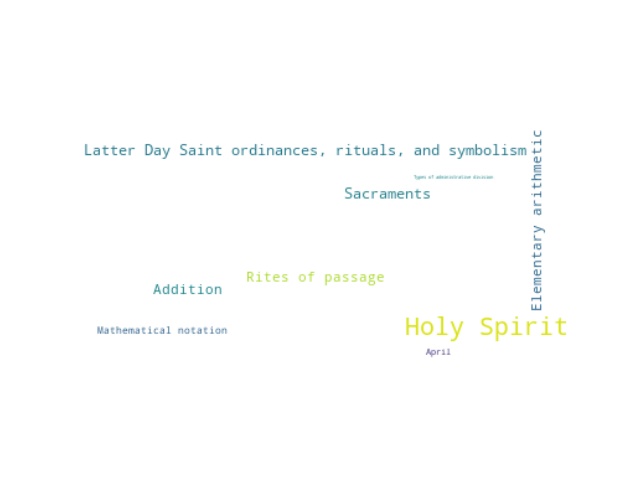 Latter Day Saint ordinances, rituals, and symbolism
Types of administrative division
Sacraments
Elementary arithmetic
Rites of passage
Addition
Holy Spirit
Mathematical notation
April